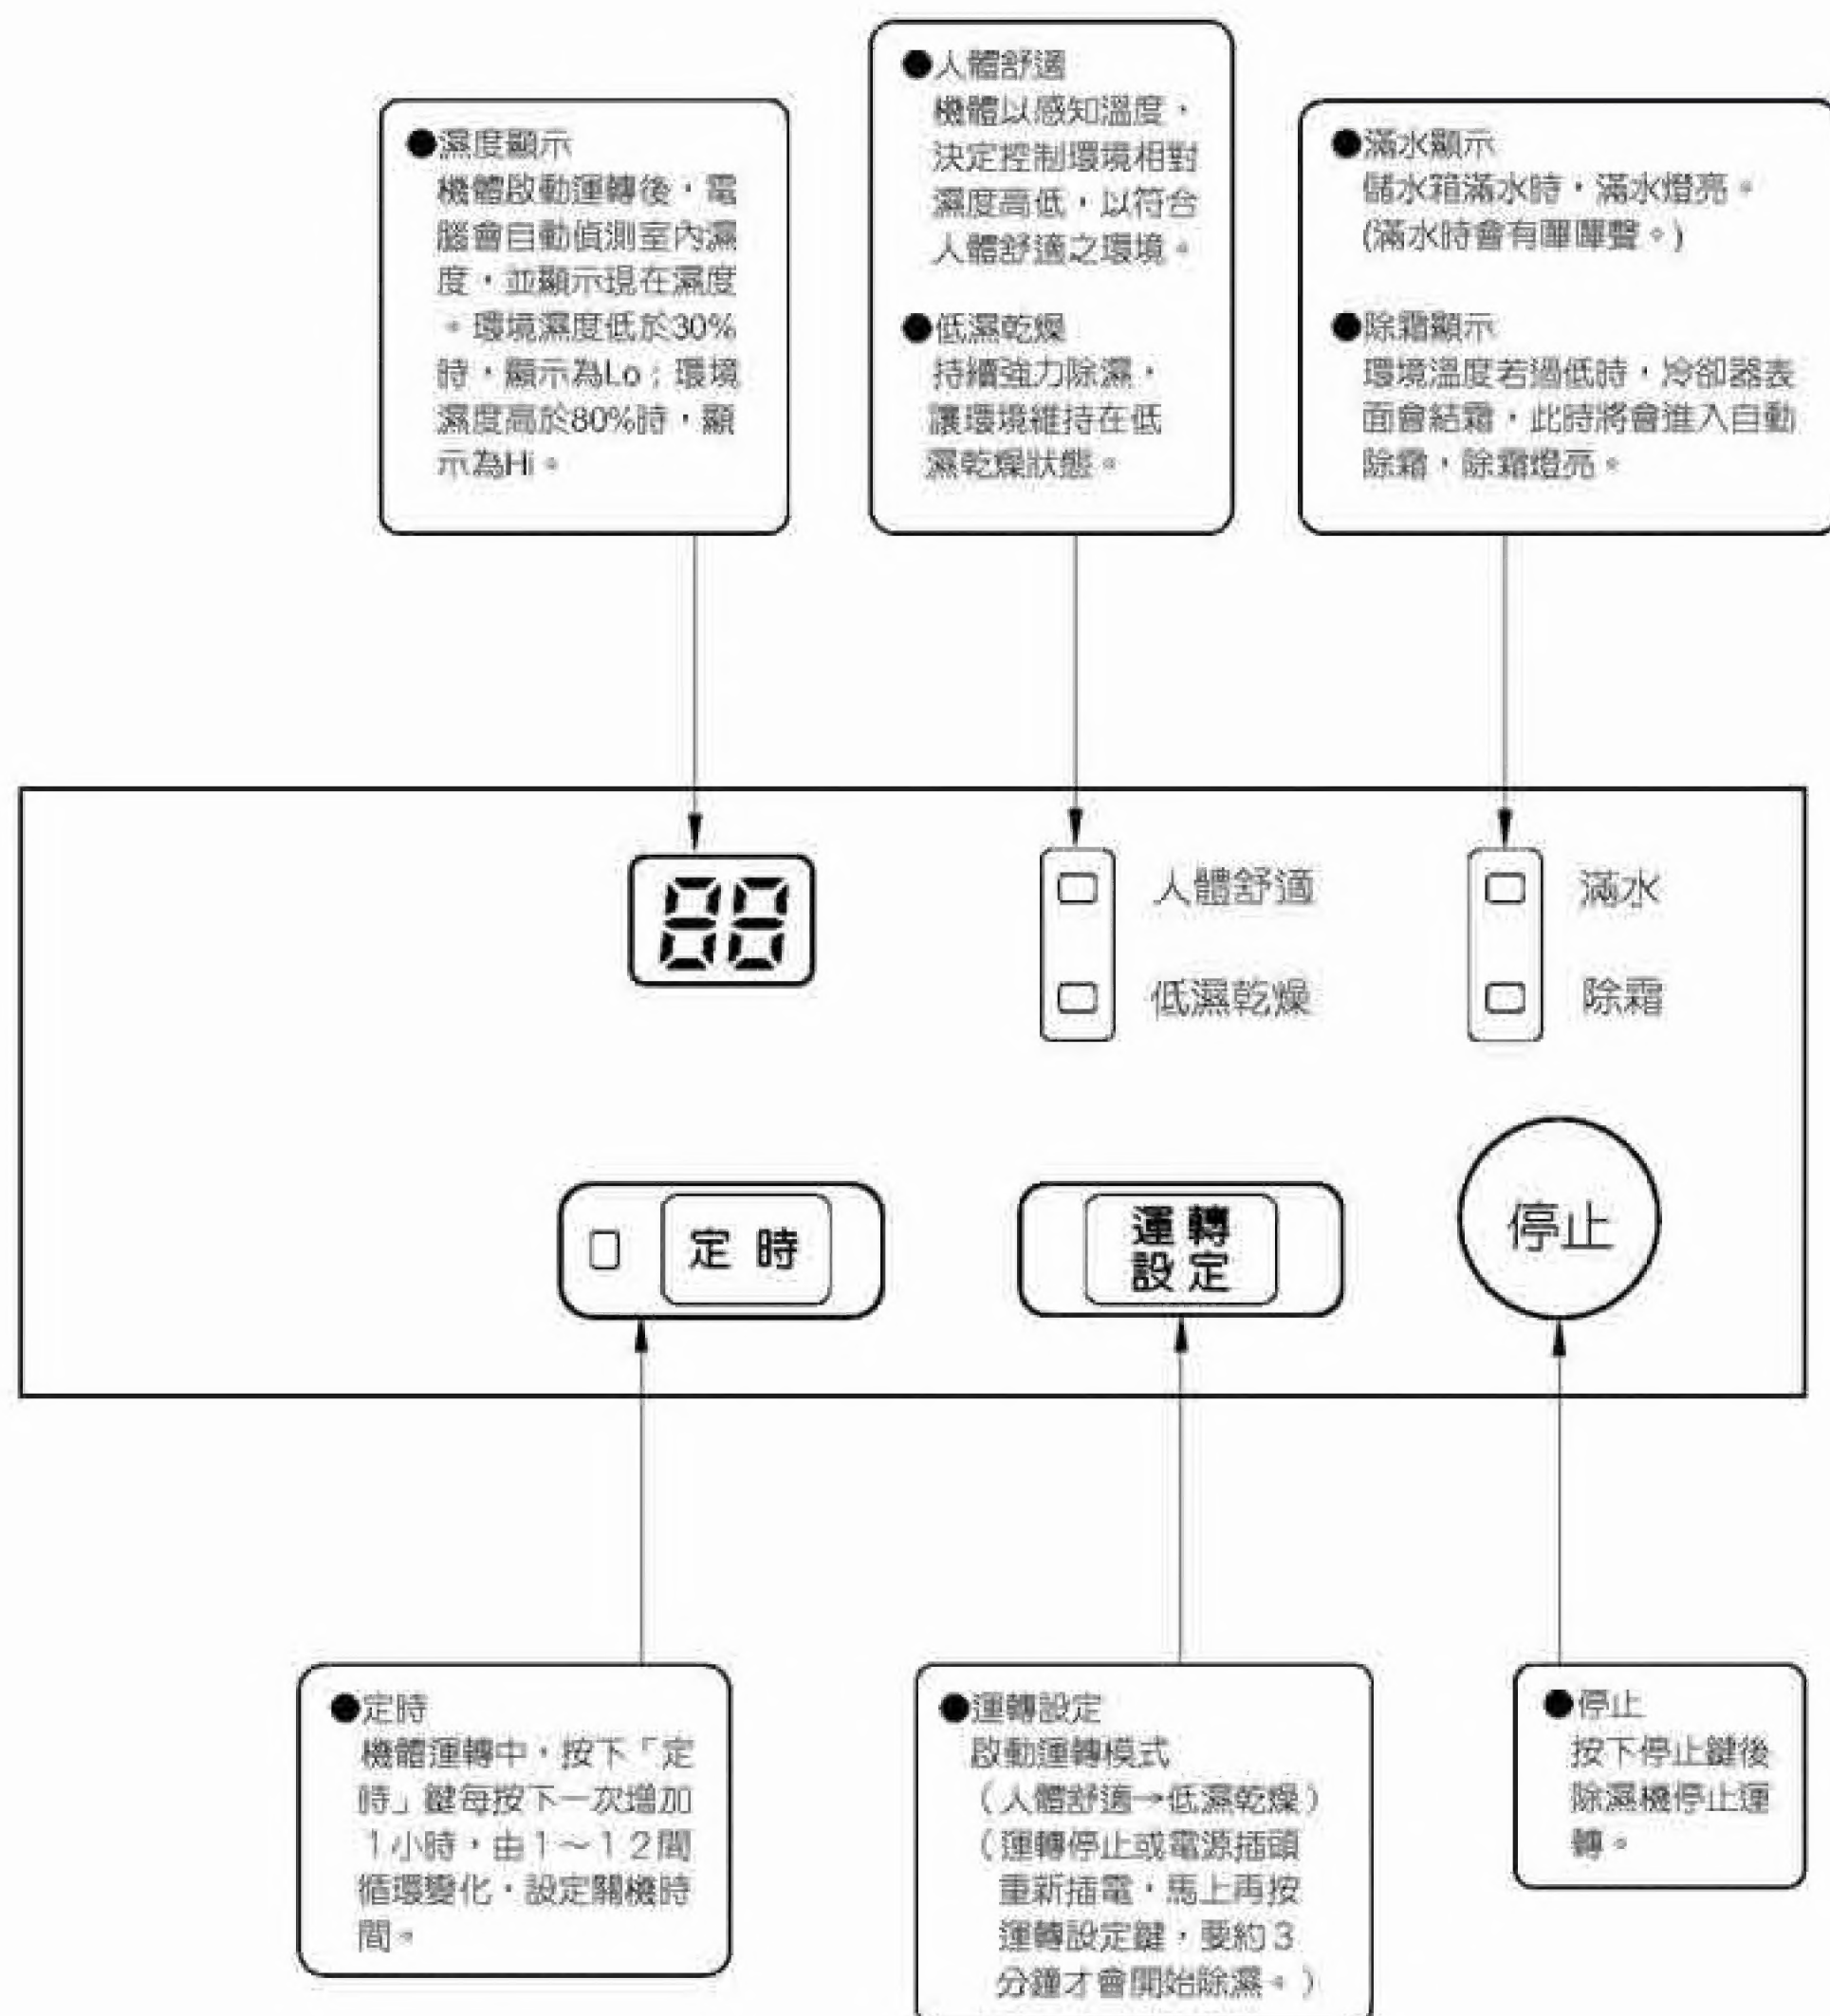 ●濕度顯示
機體啟動運轉後，電
腦會自動偵測室內濕
度，並顯示現在濕度
。環境濕度低於30%
時，顯示為Lo；環境
濕度高於80%時，顯
示為Hi。
●人體舒適
機體以感知溫度，
決定控制環境相對
濕度高低，以符合
人體舒適之環境。
●低濕乾燥
持續強力除濕，
讓環境維持在低
濕乾燥狀態。
●滿水顯示
儲水箱滿水時，滿水燈亮。
(滿水時會有嗶嗶聲。)
●除霜顯示
環境溫度若過低時，冷卻器表
面會結霜，此時將會進入自動
除霜，除霜燈亮。
88
人體舒適
低濕乾燥
滿水
除霜
定時
運轉
設定
停止
●定時
機體運轉中，按下「定
時」鍵每按下一次增加
1小時，由1～12間
循環變化，設定關機時
間。
●運轉設定
啟動運轉模式
（人體舒適→低濕乾燥）
（運轉停止或電源插頭
重新插電，馬上再按
運轉設定鍵，要約3
分鐘才會開始除濕。）
●停止
按下停止鍵後
除濕機停止運
轉。